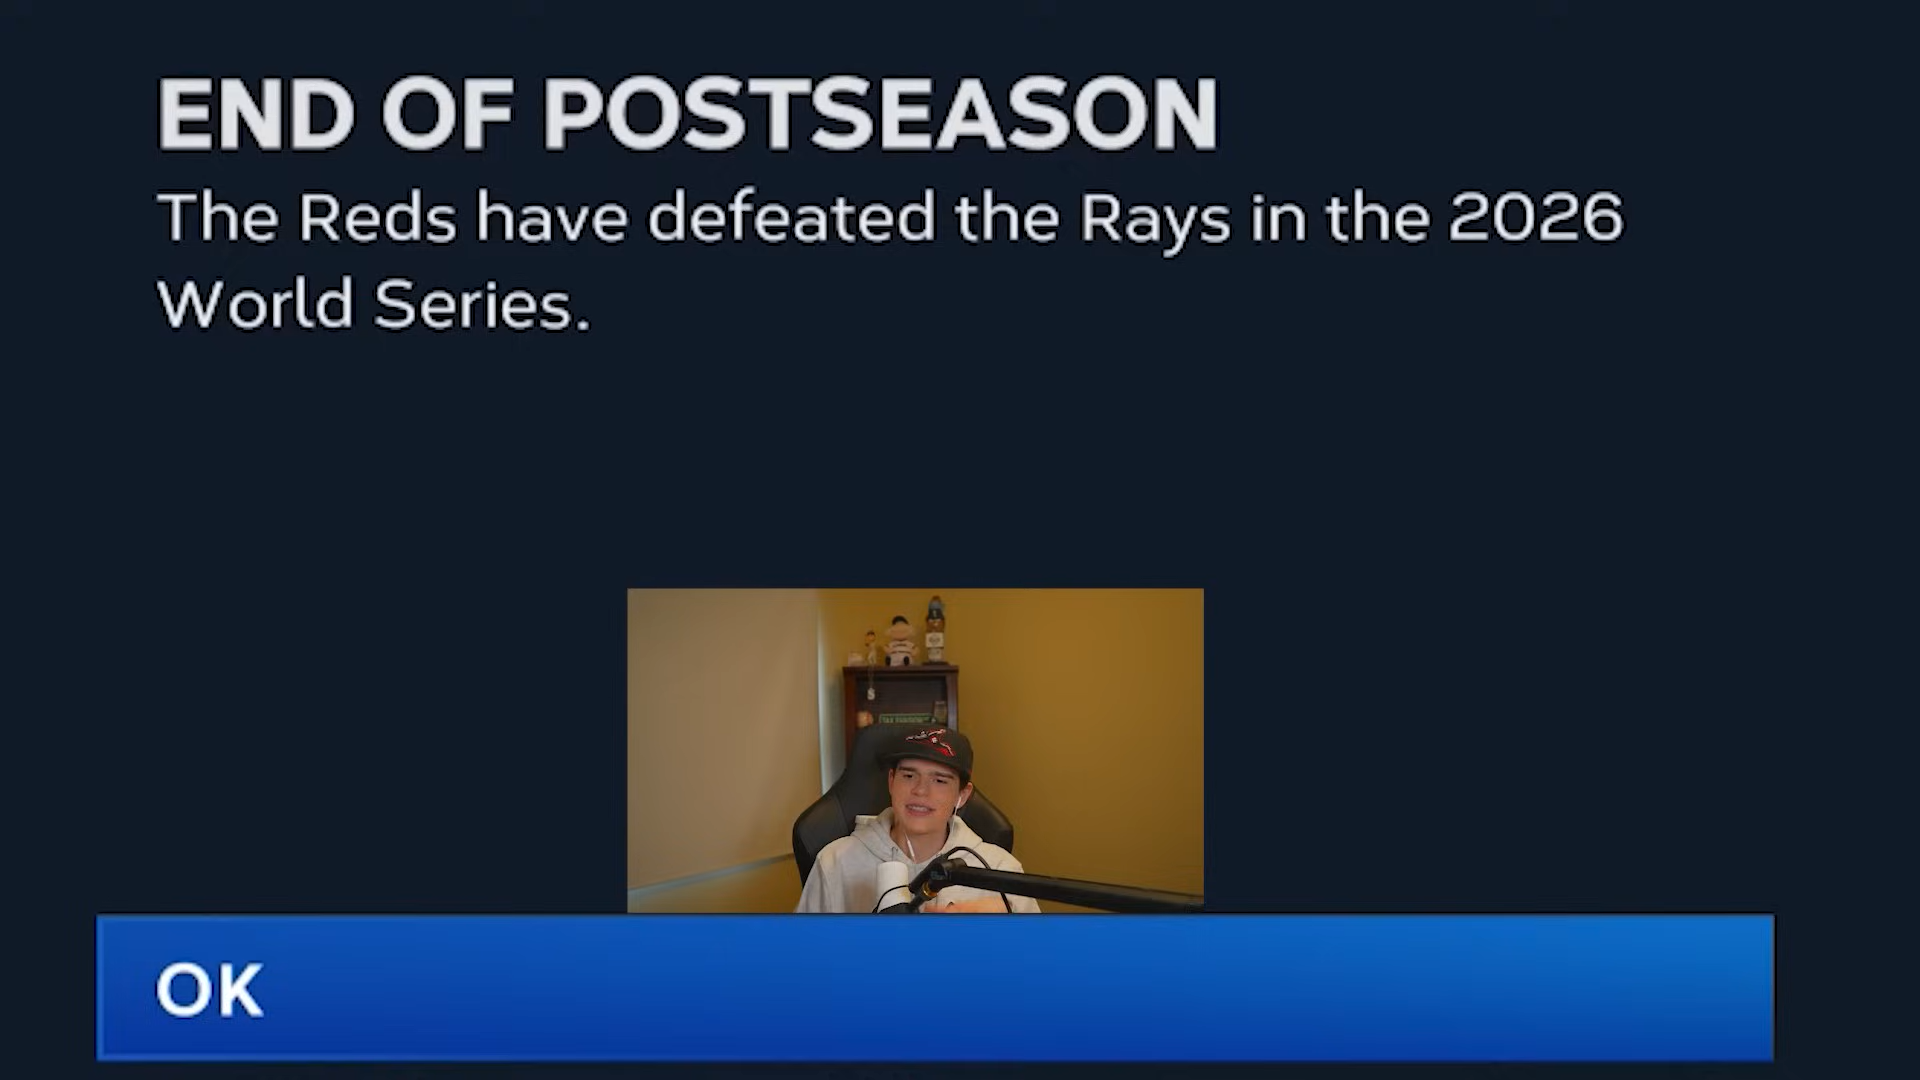 END OF POSTSEASON
The Reds have defeated the Rays in the 2026
World Series.
OK